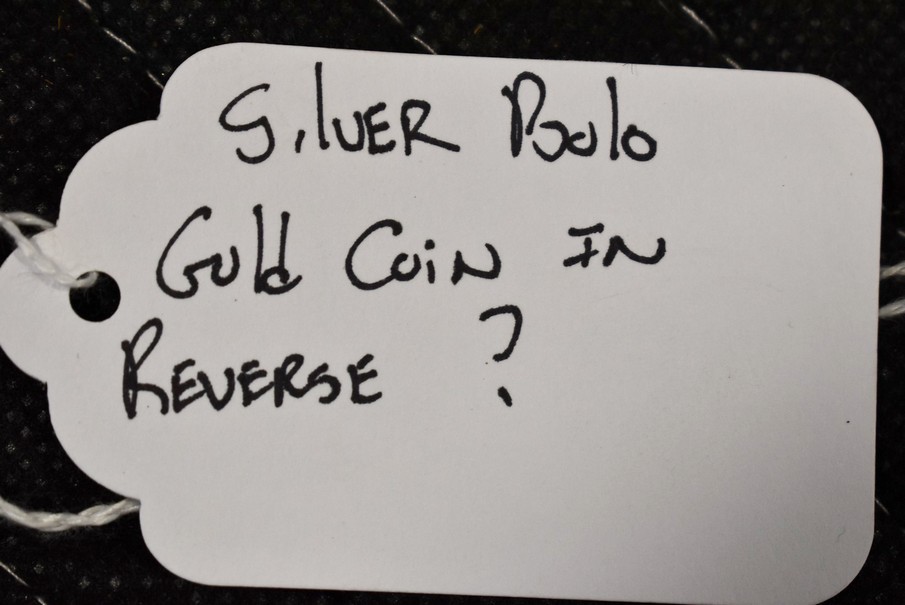 SilVER Bolo
Gold Coin IN
REVERSE ?